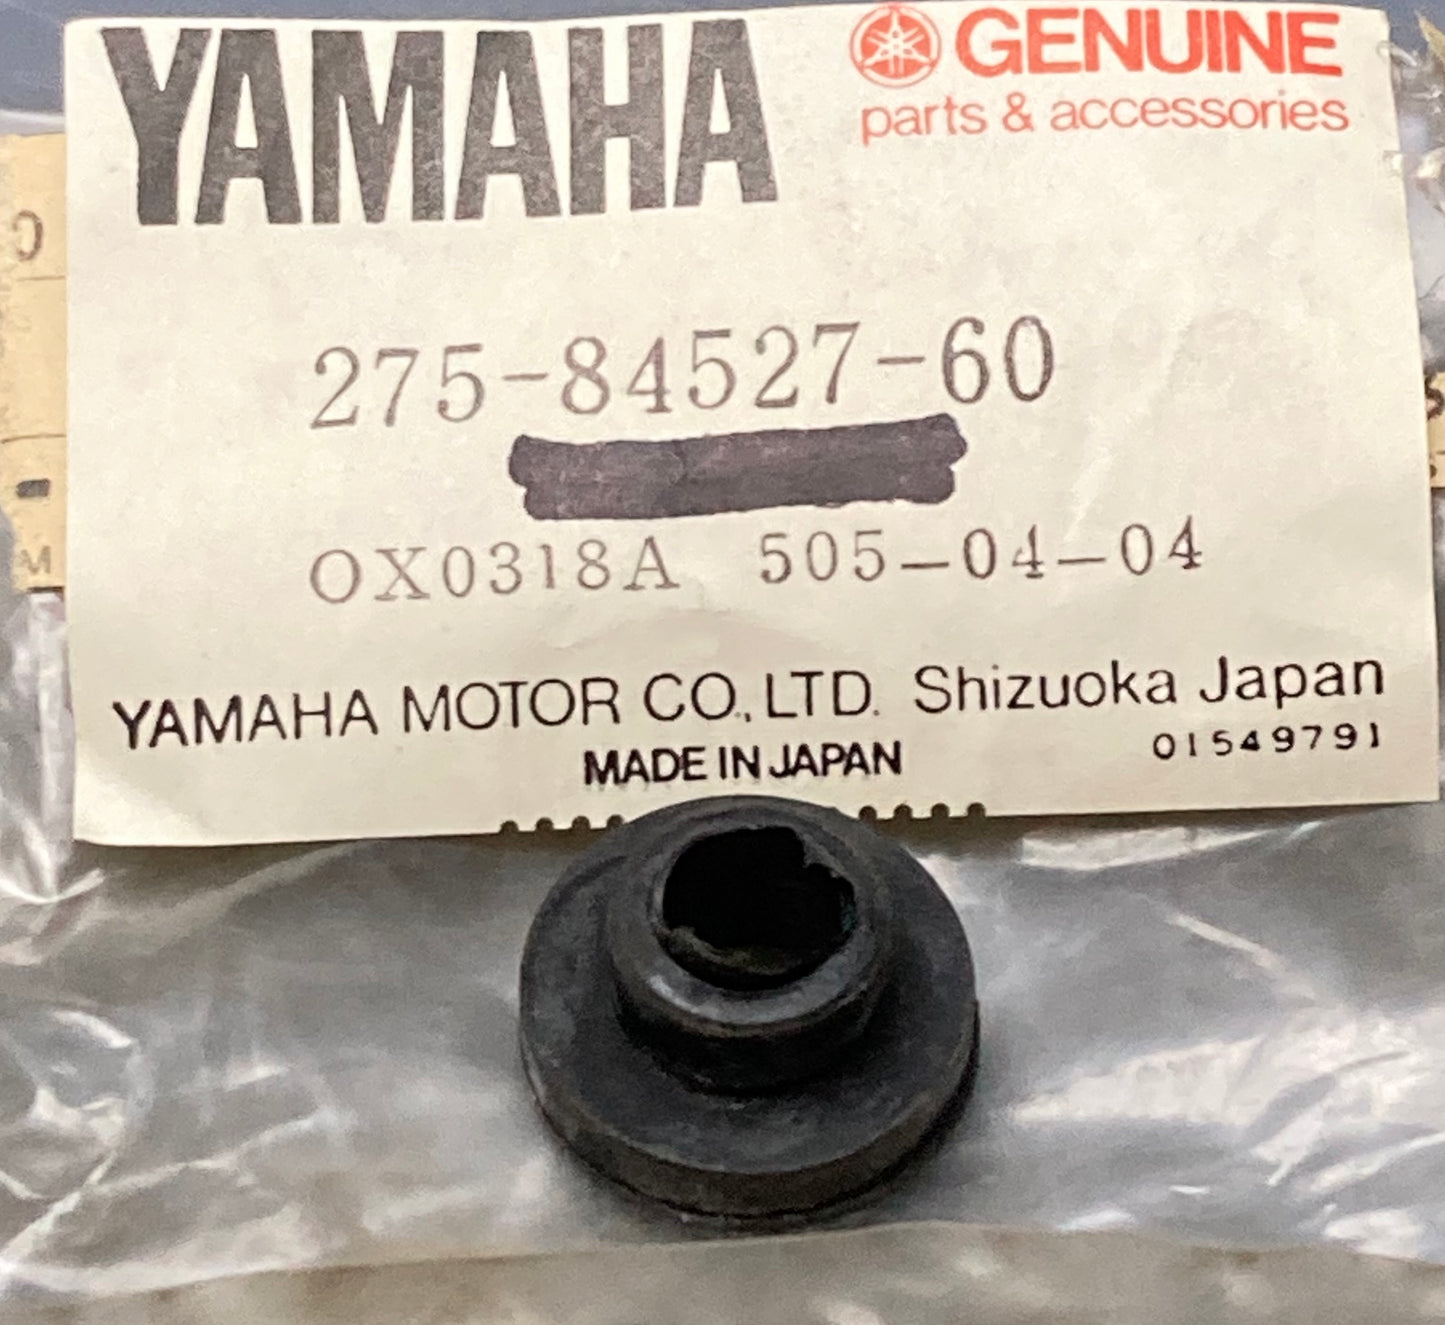 YAMAHA
GENUINE
parts & accessories
275-84527-60
OX0318A 505-04-04
YAMAHA MOTOR CO., LTD. Shizuoka Japan
MADE IN JAPAN
01549791
M